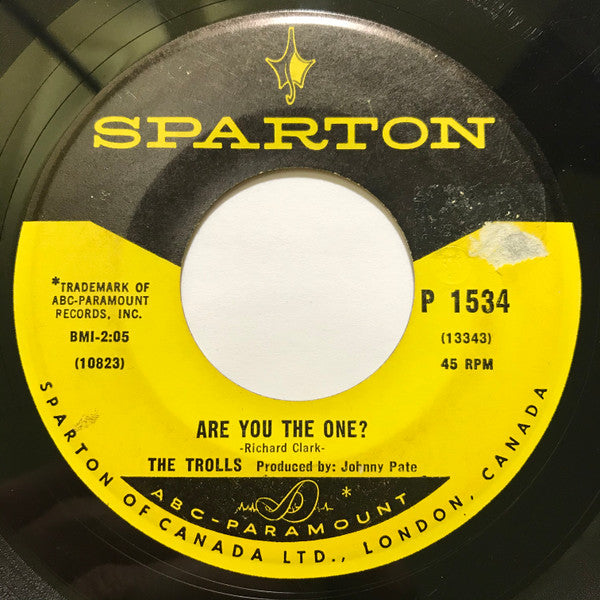 SPARTON
*TRADEMARK OF
ABC-PARAMOUNT
RECORDS, INC.
BMI-2:05
(10823)
P 1534
(13343)
45 RPM
ARE YOU THE ONE?
-Richard Clark-
THE TROLLS Produced by: Johnny Pate
*
ABC-PARAMOUNT
SPARTON OF CANADA LTD., LONDON, CANADA